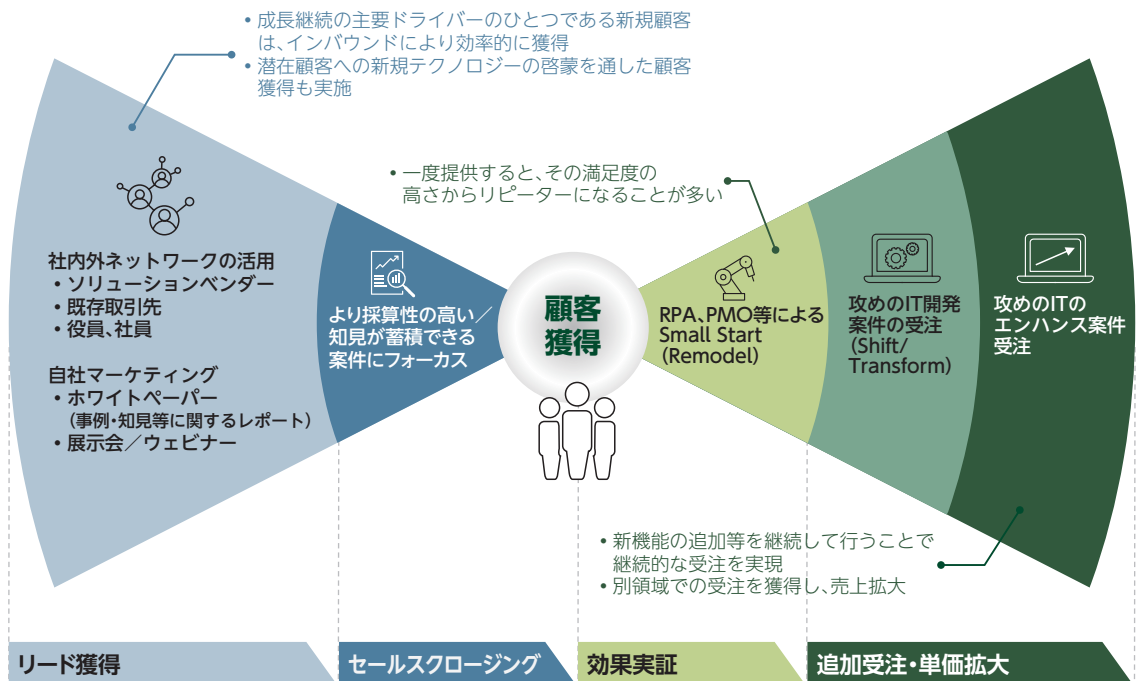 • 成長継続の主要ドライバーのひとつである新規顧客
は、インバウンドにより効率的に獲得
• 潜在顧客への新規テクノロジーの啓蒙を通した顧客
獲得も実施
• 一度提供すると、その満足度の
高さからリピーターになることが多い
社内外ネットワークの活用
• ソリューションベンダー
• 既存取引先
• 役員、社員
自社マーケティング
• ホワイトペーパー
(事例・知見等に関するレポート)
• 展示会／ウェビナー
より採算性の高い／
知見が蓄積できる
案件にフォーカス
顧客
獲得
RPA、PMO等による
Small Start
(Remodel)
攻めのIT開発
案件の受注
(Shift/
Transform)
攻めのITの
エンハンス案件
受注
• 新機能の追加等を継続して行うことで
継続的な受注を実現
• 別領域での受注を獲得し、売上拡大
リード獲得
セールスクロージング
効果実証
追加受注・単価拡大